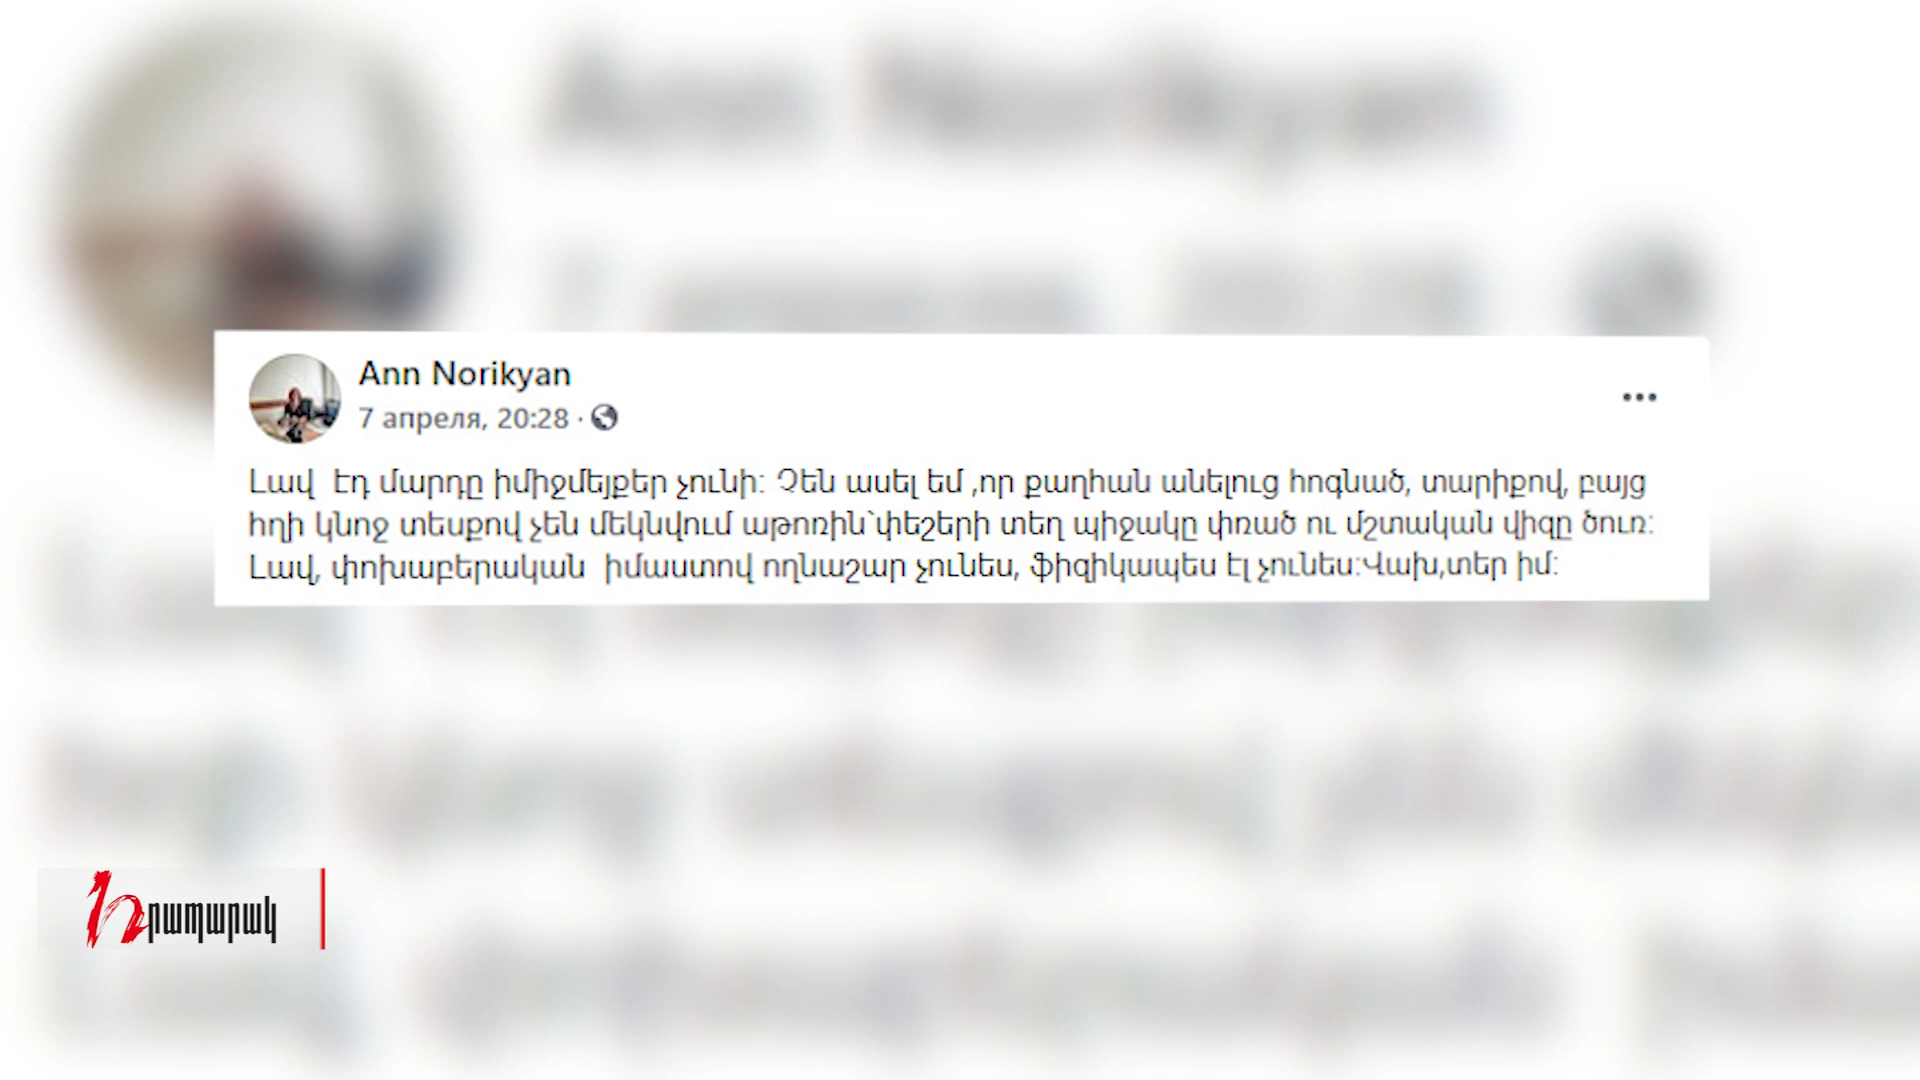 Ann Norikyan
7 апреля, 20:28 ·
Լավ էդ մարդը իմիջմեյքեր չունի։ Չեն ասել եմ ,որ քաղհան անելուց հոգնած, տարիքով, բայց
հղի կնոջ տեսքով չեն մեկնվում աթոռին`փեշերի տեղ պիջակը փռած ու մշտական վիզը ծուռ։
Լավ, փոխաբերական իմաստով ողնաշար չունես, ֆիզիկապես էլ չունես։Վախ,տեր իմ։
Հրապարակ